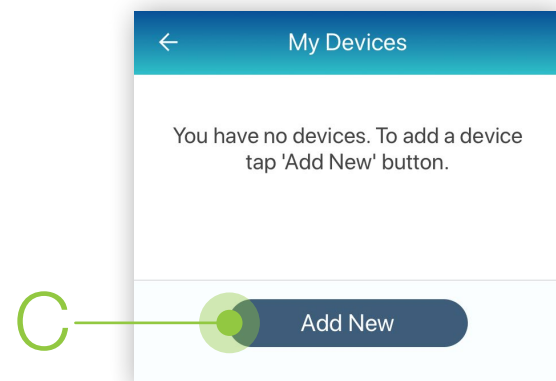 My Devices
You have no devices. To add a device
tap 'Add New' button.
C
Add New